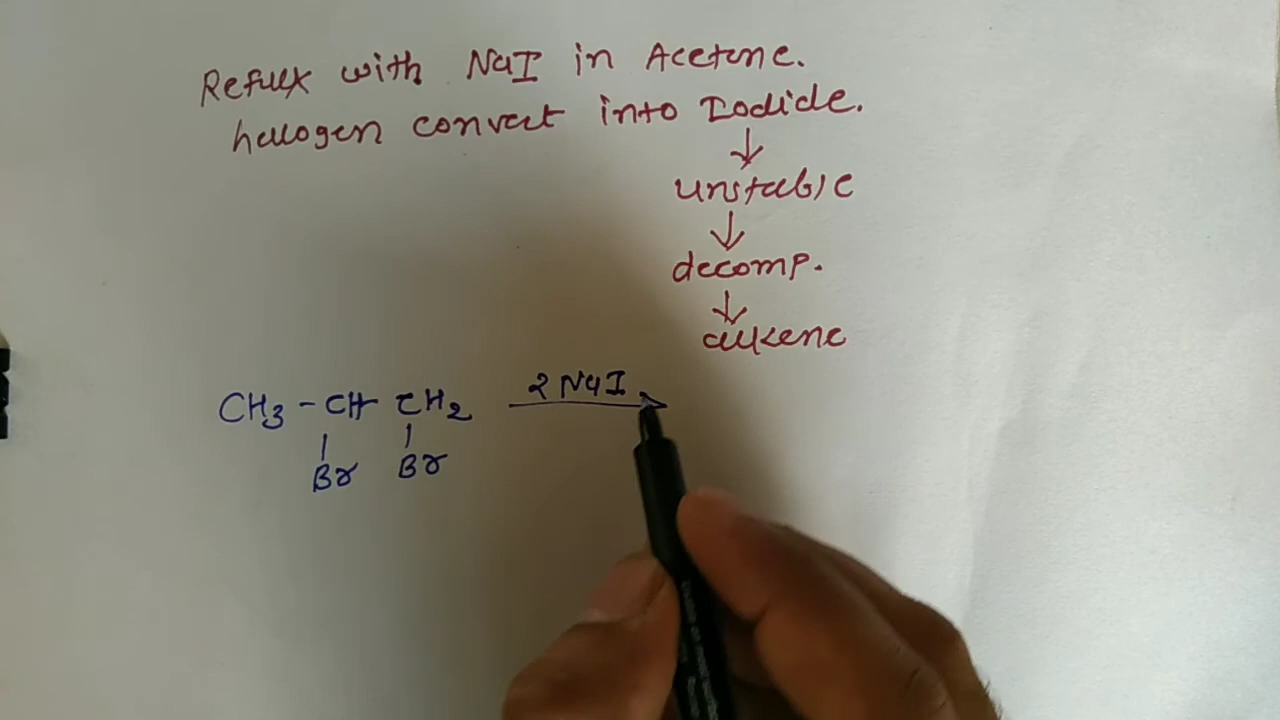 Reflux with NaI in Acetone.
halogen convert into Iodide.
↓
unstable
↓
decomp.
↓
alkene
CH3 - CH CH2 2 NaI →
| |
Br Br